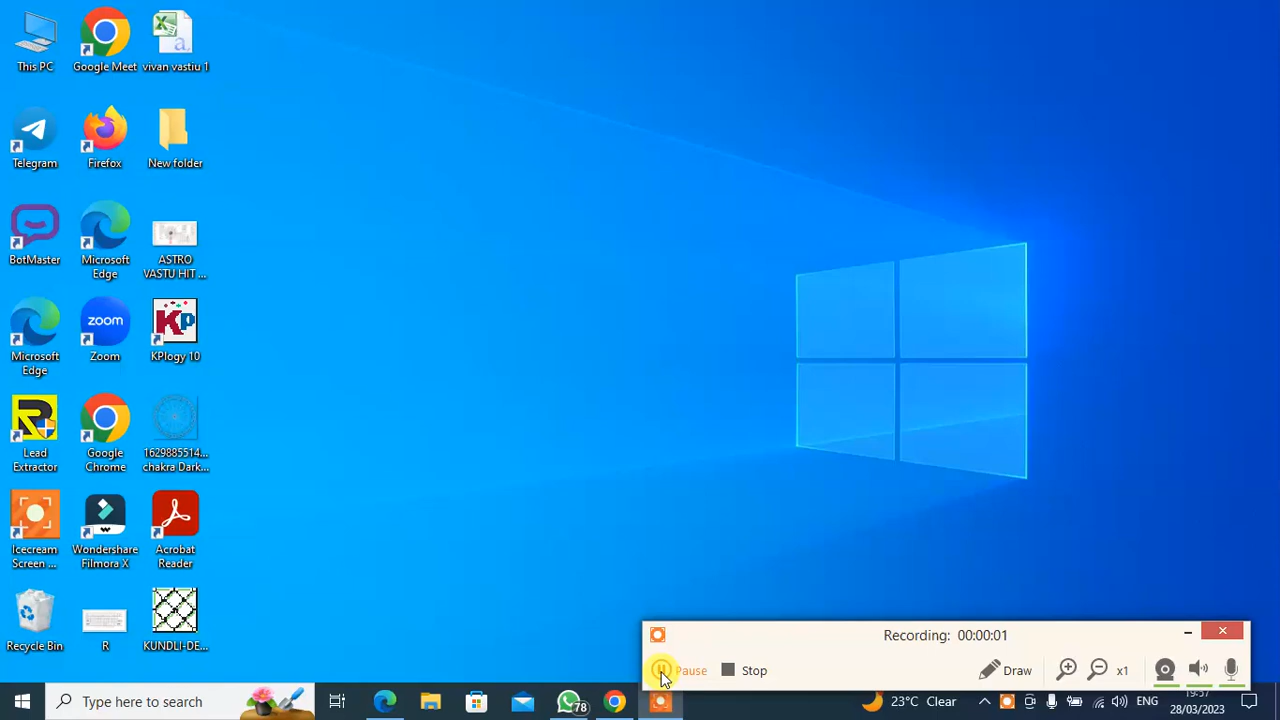 This PC
Google Meet
vivan vastiu 1
Telegram
Firefox
New folder
BotMaster
Microsoft
Edge
ASTRO
VASTU HIT ...
Microsoft
Edge
zoom
Zoom
KP
KPlogy 10
Lead
Extractor
Google
Chrome
1629885514...
chakra Dark...
Icecream
Screen ...
Wondershare
Filmora X
Acrobat
Reader
Recycle Bin
R
KUNDLI-DE...
Recording: 00:00:01
Pause
Stop
Draw
x1
Type here to search
78
23°C Clear
ENG
19:57
28/03/2023